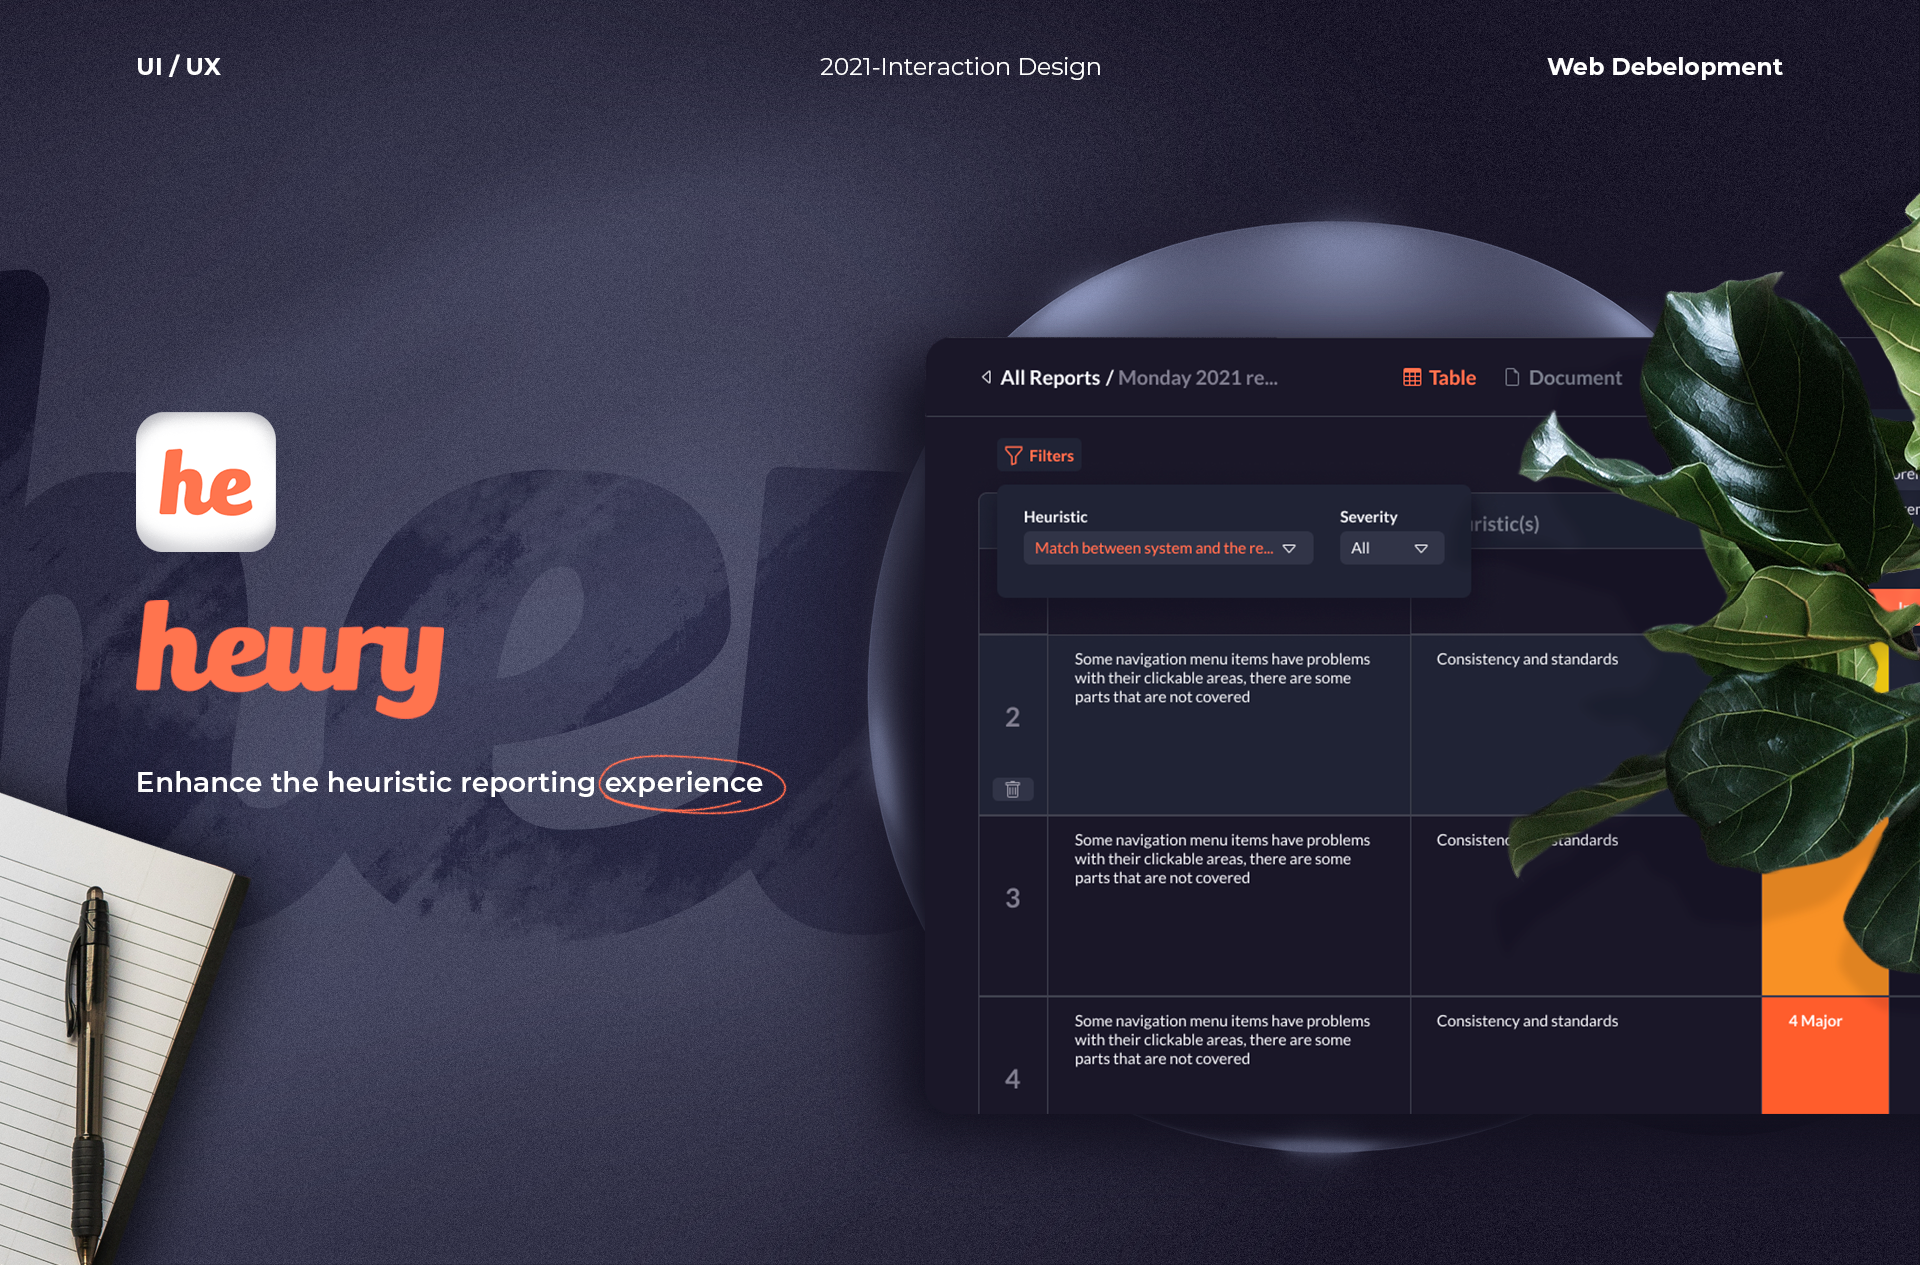 UI / UX
2021-Interaction Design
Web Debelopment
he
heury
Enhance the heuristic reporting experience
All Reports / Monday 2021 re...
Table
Document
Filters
Heuristic
Severity
Match between system and the re...
All
ristic(s)
2
Some navigation menu items have problems
with their clickable areas, there are some
parts that are not covered
Consistency and standards
3
Some navigation menu items have problems
with their clickable areas, there are some
parts that are not covered
Consistenc standards
4
Some navigation menu items have problems
with their clickable areas, there are some
parts that are not covered
Consistency and standards
4 Major